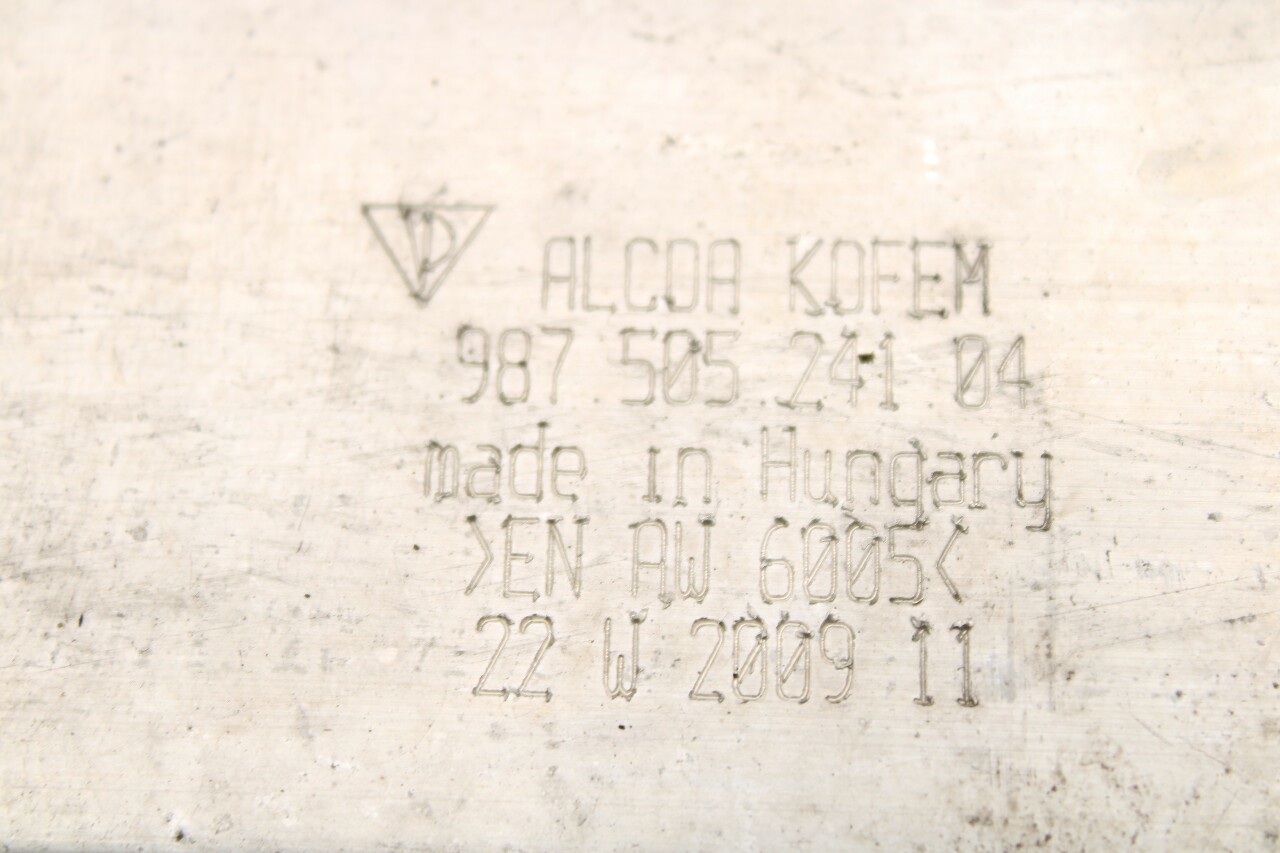 ALCOA KOFEM
987.505.241.04
made in Hungary
>EN AW 6005<
22 W 2009 11